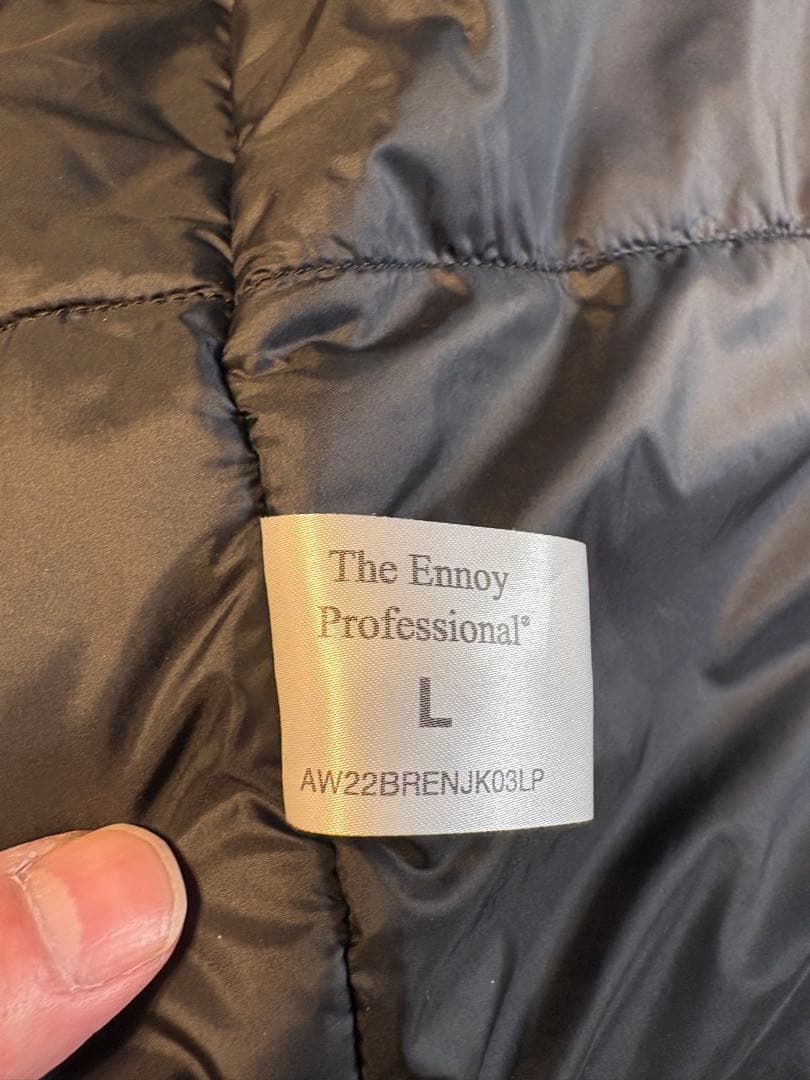 The Ennoy
Professional®
L
AW22BRENJK03LP